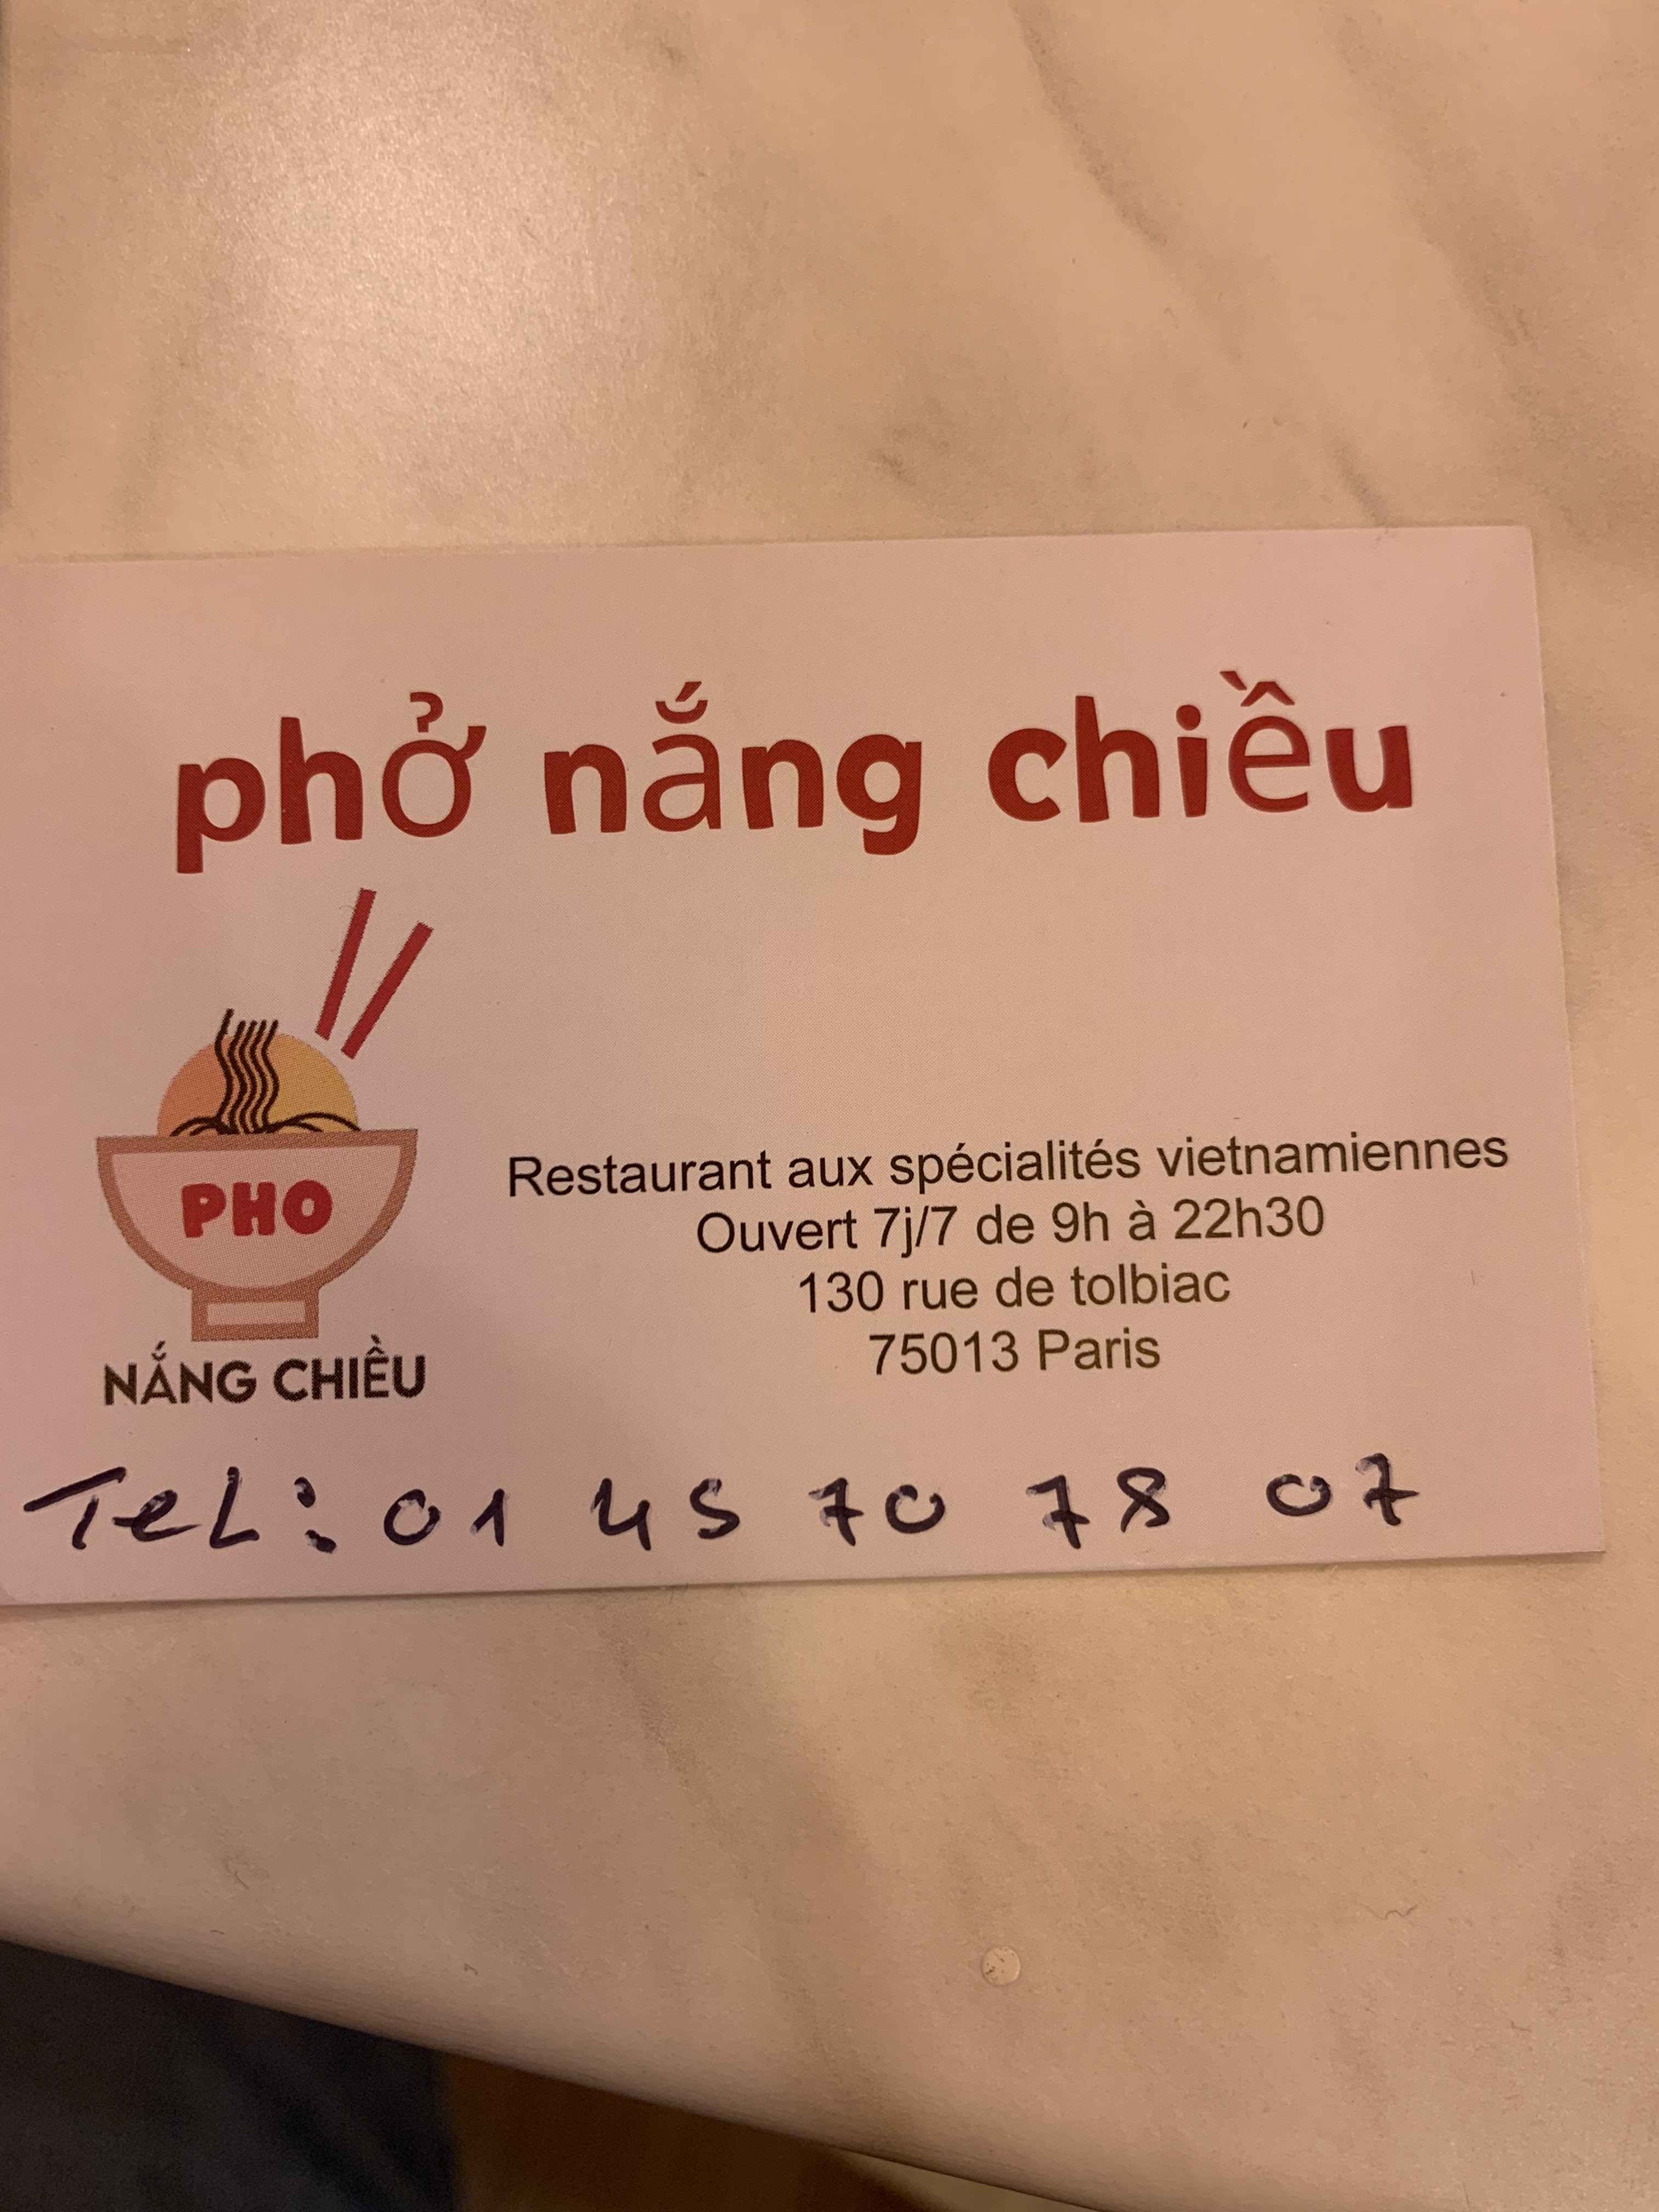 phở nắng chiều
PHO
NẮNG CHIỀU
Restaurant aux spécialités vietnamiennes
Ouvert 7j/7 de 9h à 22h30
130 rue de tolbiac
75013 Paris
TeL: 01 45 70 78 07